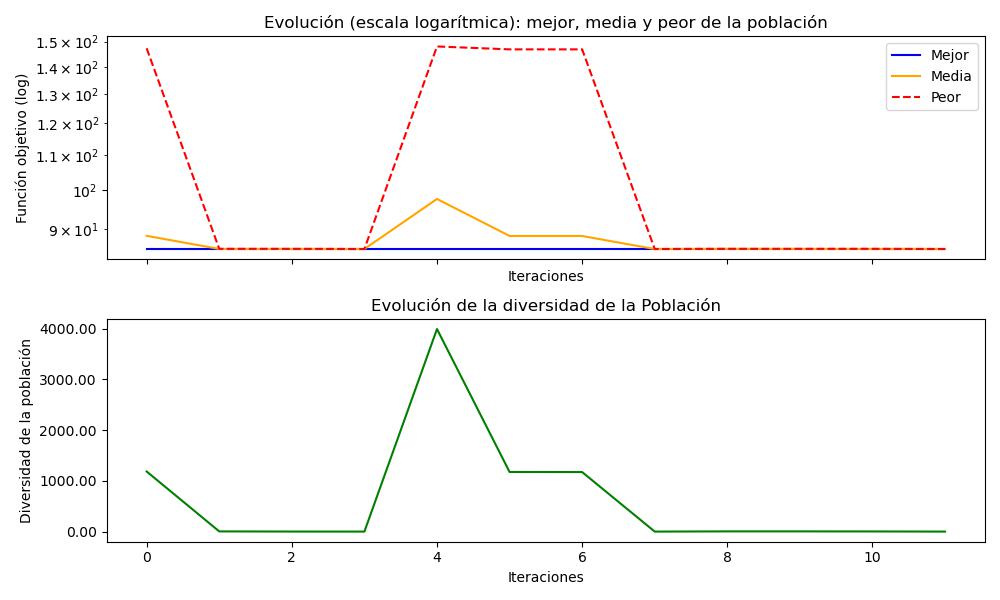 Evolución (escala logarítmica): mejor, media y peor de la población
1.5 × 10²
1.4 × 10²
1.3 × 10²
1.2 × 10²
1.1 × 10²
10²
9 × 10¹
Función objetivo (log)
Mejor
Media
Peor
Iteraciones
Evolución de la diversidad de la Población
4000.00
3000.00
2000.00
1000.00
0.00
Diversidad de la población
0 2 4 6 8 10
Iteraciones